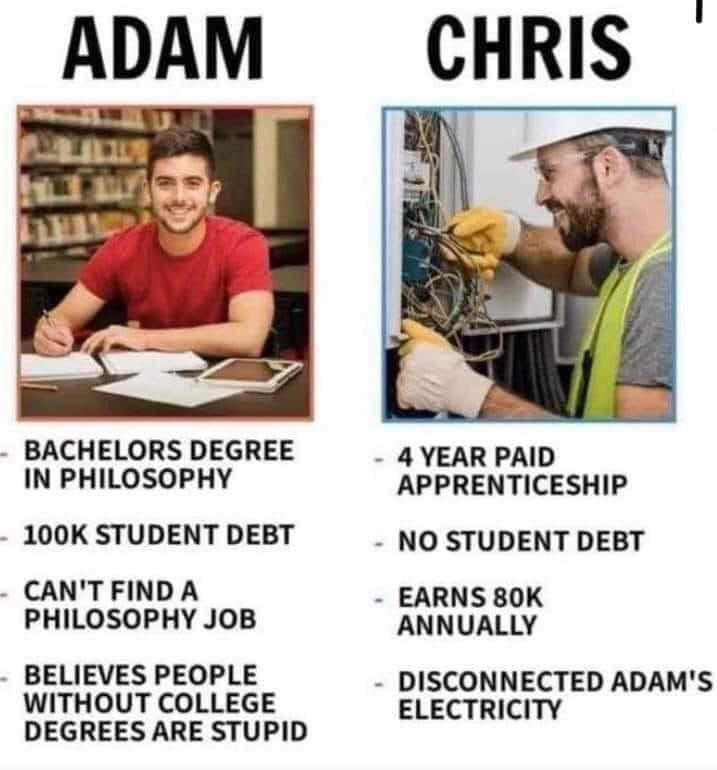 ADAM
CHRIS
- BACHELORS DEGREE
IN PHILOSOPHY
- 100K STUDENT DEBT
- CAN'T FIND A
PHILOSOPHY JOB
- BELIEVES PEOPLE
WITHOUT COLLEGE
DEGREES ARE STUPID
- 4 YEAR PAID
APPRENTICESHIP
- NO STUDENT DEBT
- EARNS 80K
ANNUALLY
- DISCONNECTED ADAM'S
ELECTRICITY